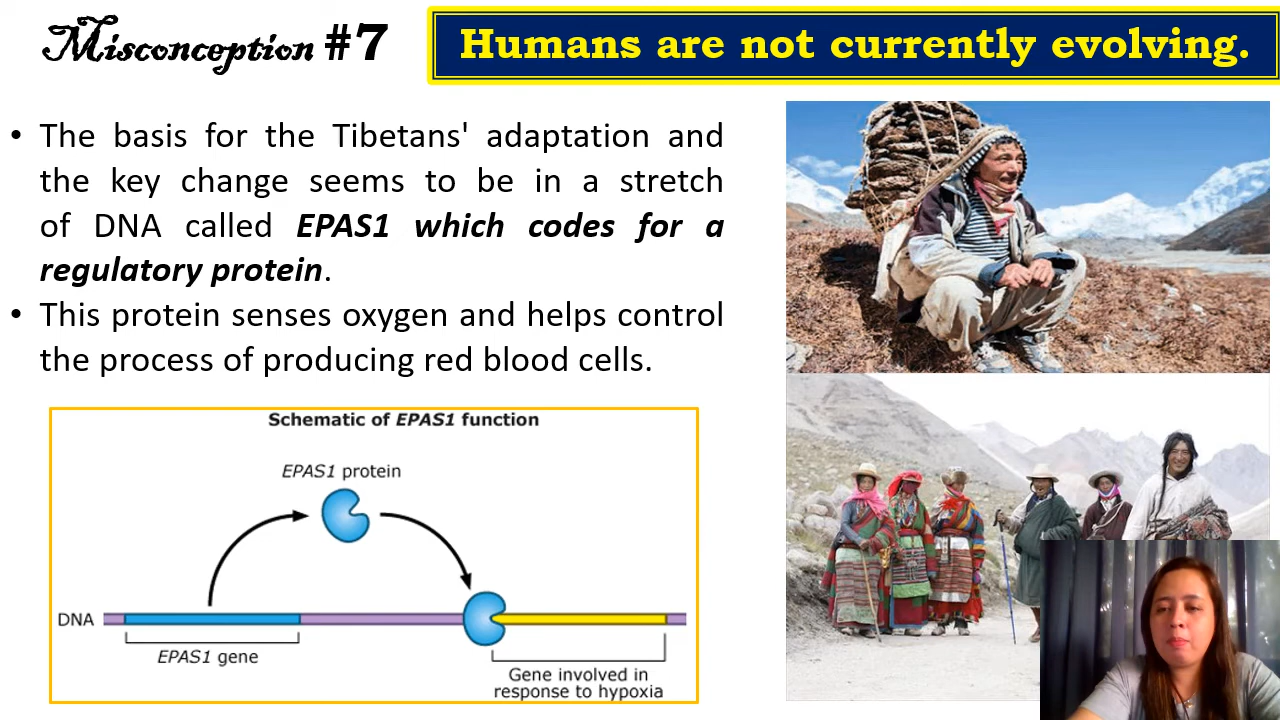 Misconception #7
Humans are not currently evolving.
• The basis for the Tibetans' adaptation and
the key change seems to be in a stretch
of DNA called EPAS1 which codes for a
regulatory protein.
• This protein senses oxygen and helps control
the process of producing red blood cells.
Schematic of EPAS1 function
EPAS1 protein
DNA
EPAS1 gene
Gene involved in
response to hypoxia